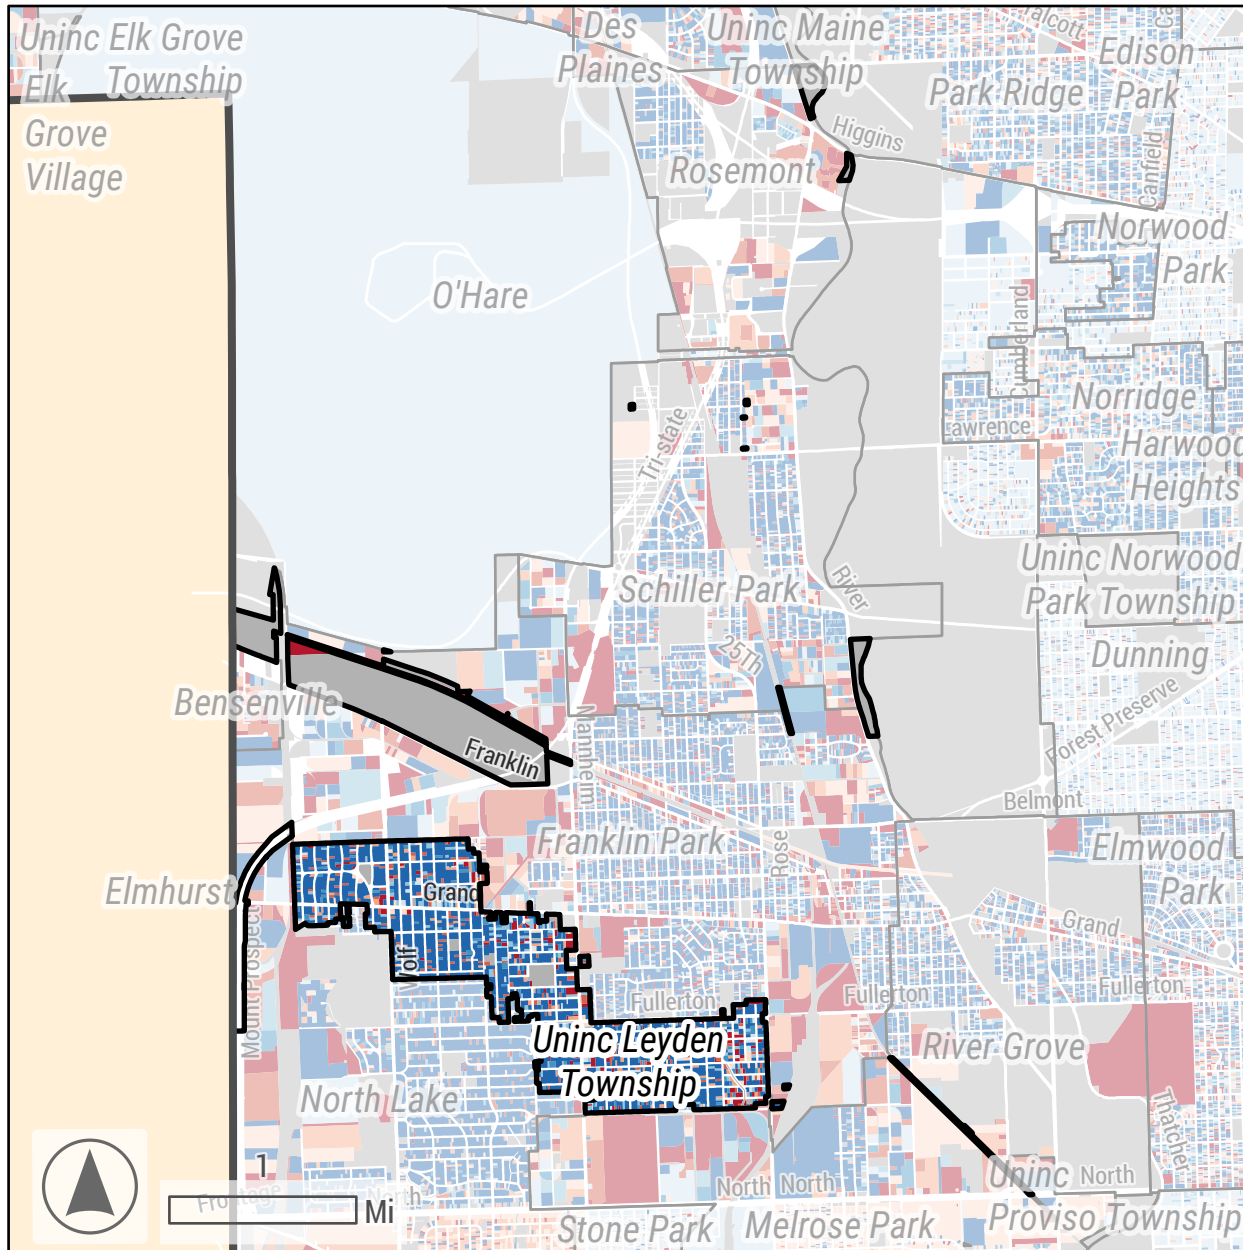 Uninc Elk Grove
Township
Elk
Grove
Village
Des
Plaines
Uninc Maine
Township
Talcott
Edison
Park
Park Ridge
Higgins
Canfield
Rosemont
Norwood
Park
O'Hare
Cumberland
Norridge
Lawrence
Harwood
Heights
Tri-state
Schiller Park
River
Uninc Norwood
Park Township
25Th
Dunning
Bensenville
Forest Preserve
Franklin
Mannheim
Belmont
Franklin Park
Rose
Elmwood
Park
Elmhurst
Grand
Grand
Mount Prospect
Wolf
Fullerton
Fullerton
Fullerton
Uninc Leyden
Township
River Grove
North Lake
Thatcher
1
Mi
Frontage
North
North North
Uninc
North
Proviso Township
Stone Park
Melrose Park